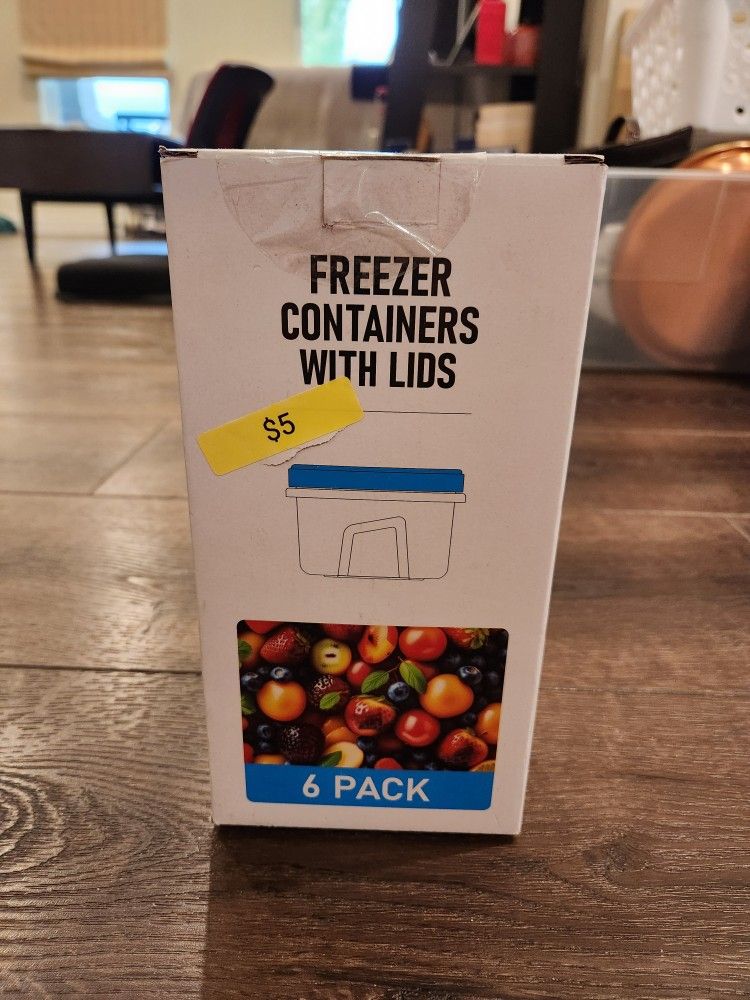 FREEZER
CONTAINERS
WITH LIDS
$5
6 PACK